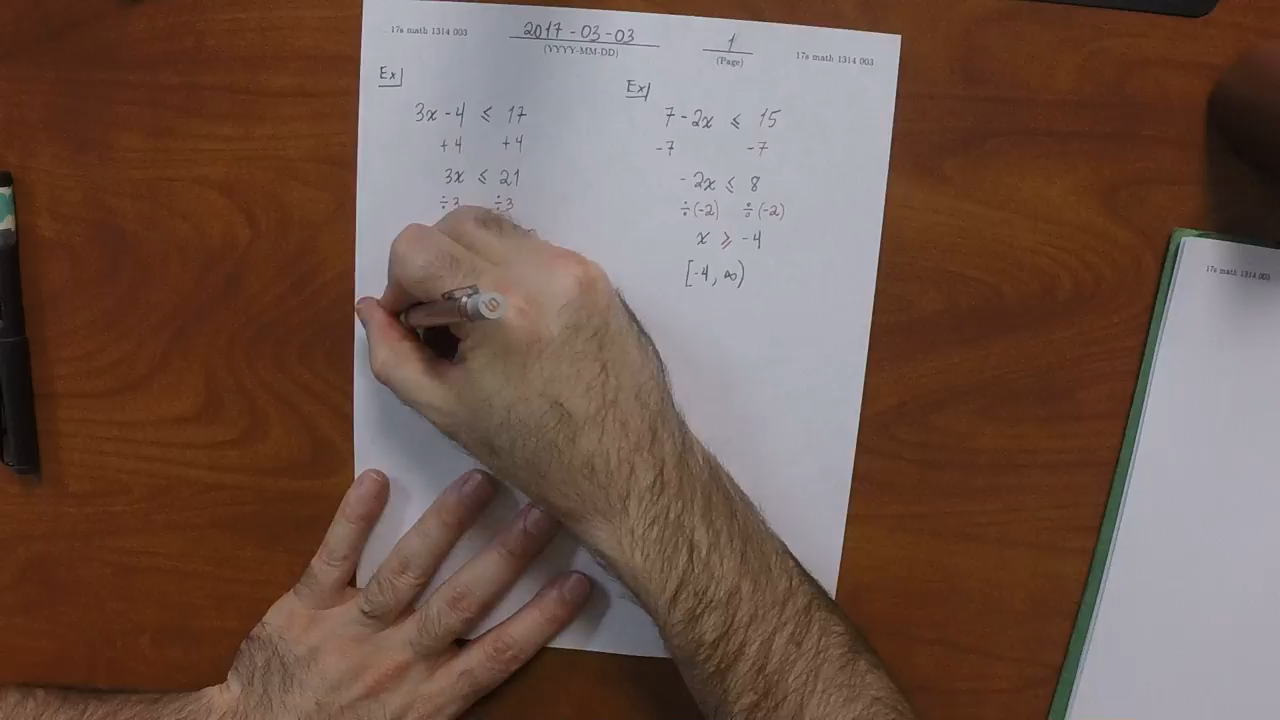 17s math 1314 003 2017-03-03 1 17s math 1314 003
(YYYY-MM-DD) (Page)
Ex
3x - 4 ⩽ 17
+4 +4
3x ⩽ 21
÷3 ÷3
Ex
7 - 2x ⩽ 15
-7 -7
-2x ⩽ 8
÷(-2) ÷(-2)
x ⩾ -4
[-4, ∞)
17s math 1314 003